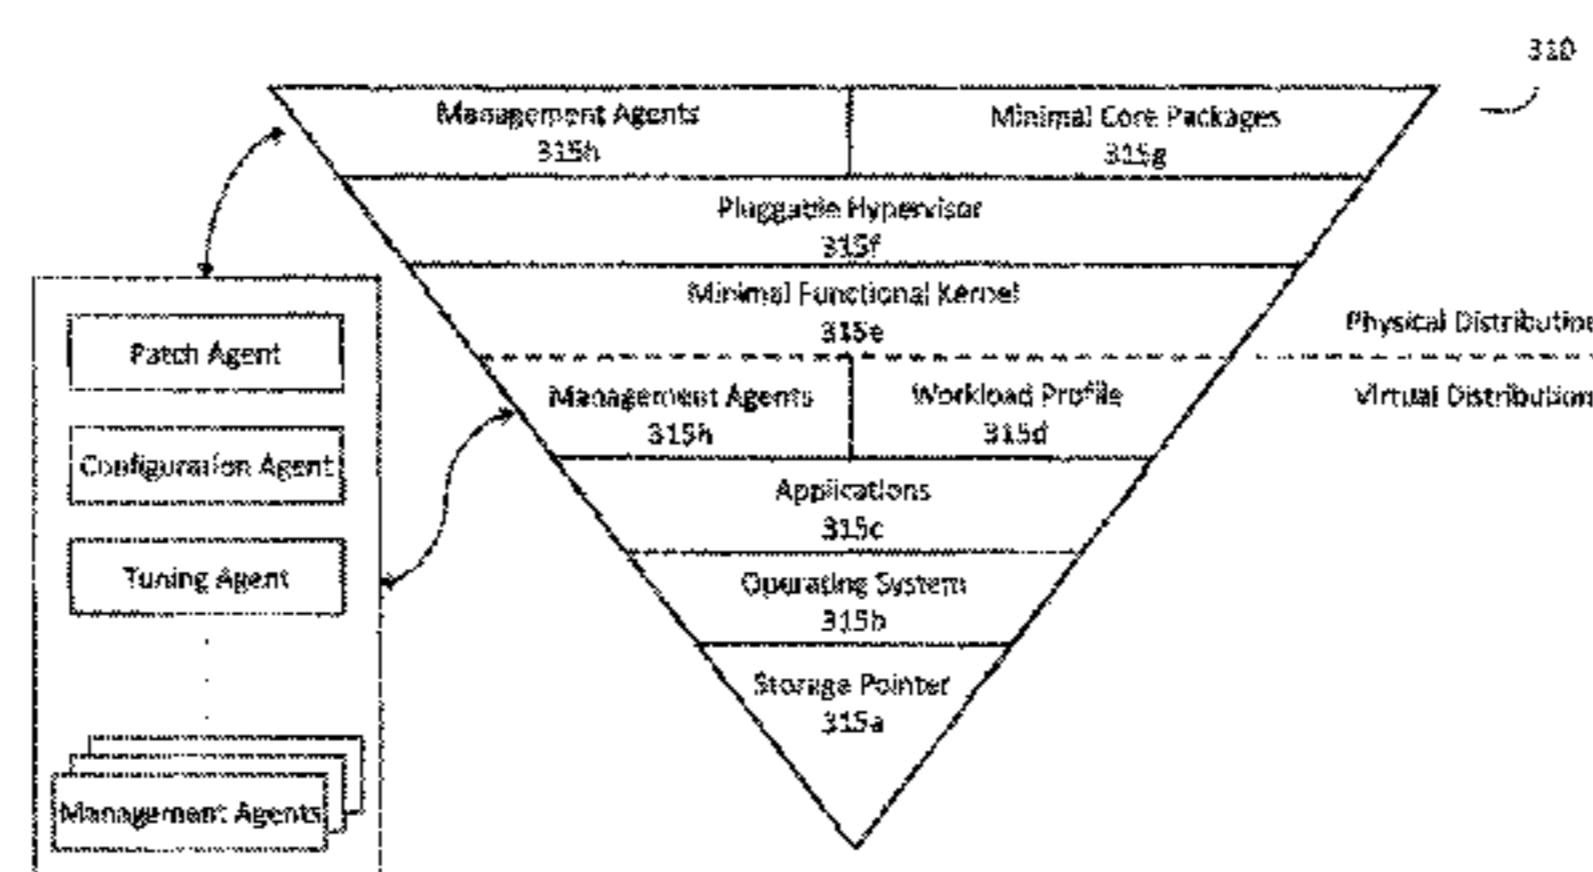 310
Management Agents
315h
Minimal Core Packages
315g
Pluggable Hypervisor
315f
Minimal Functional Kernel
315e
Physical Distribution
Virtual Distribution
Management Agents
315h
Workload Profile
315d
Applications
315c
Operating System
315b
Storage Pointer
315a
Patch Agent
Configuration Agent
Tuning Agent
Management Agents